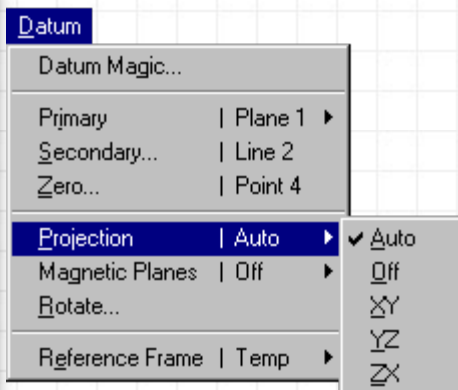 Datum
Datum Magic...
Primary | Plane 1
Secondary... | Line 2
Zero... | Point 4
Projection | Auto
Auto
Magnetic Planes | Off
Off
Rotate...
XY
YZ
Reference Frame | Temp
ZX